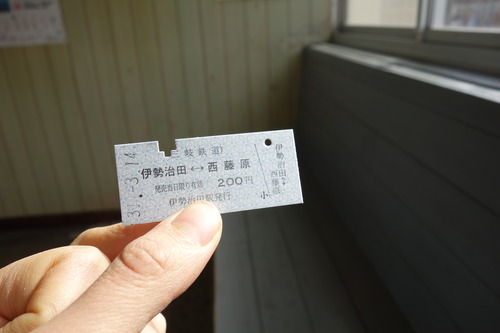 岐鉄道)
伊勢治田 ↔ 西藤原
発売当日限り有効 200円
伊勢治田駅発行
-3.14
伊勢治田↔西藤原
小